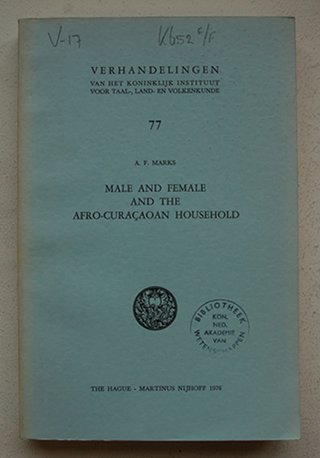 V-17
VERHANDELINGEN
VAN HET KONINKLIJK INSTITUUT
VOOR TAAL-, LAND- EN VOLKENKUNDE
77
A. F. MARKS
MALE AND FEMALE
AND THE
AFRO-CURAÇAOAN HOUSEHOLD
BIBLIOTHEEK
KON.
NED.
AKADEMIE
VAN
WETENSCHAPPEN
THE HAGUE - MARTINUS NIJHOFF 1976